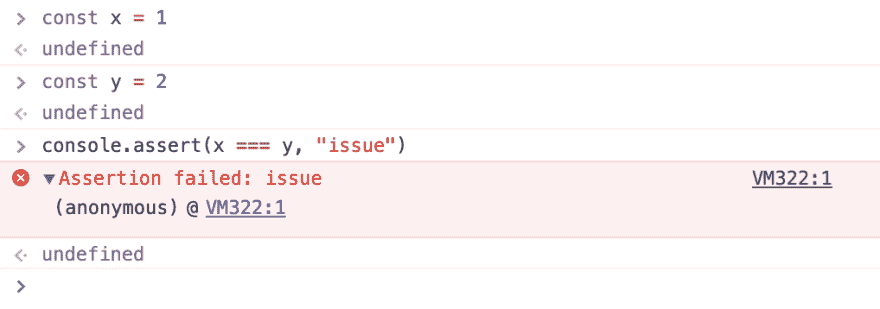 > const x = 1
undefined
> const y = 2
undefined
> console.assert(x === y, "issue")
▼Assertion failed: issue VM322:1
(anonymous) @ VM322:1
undefined
>